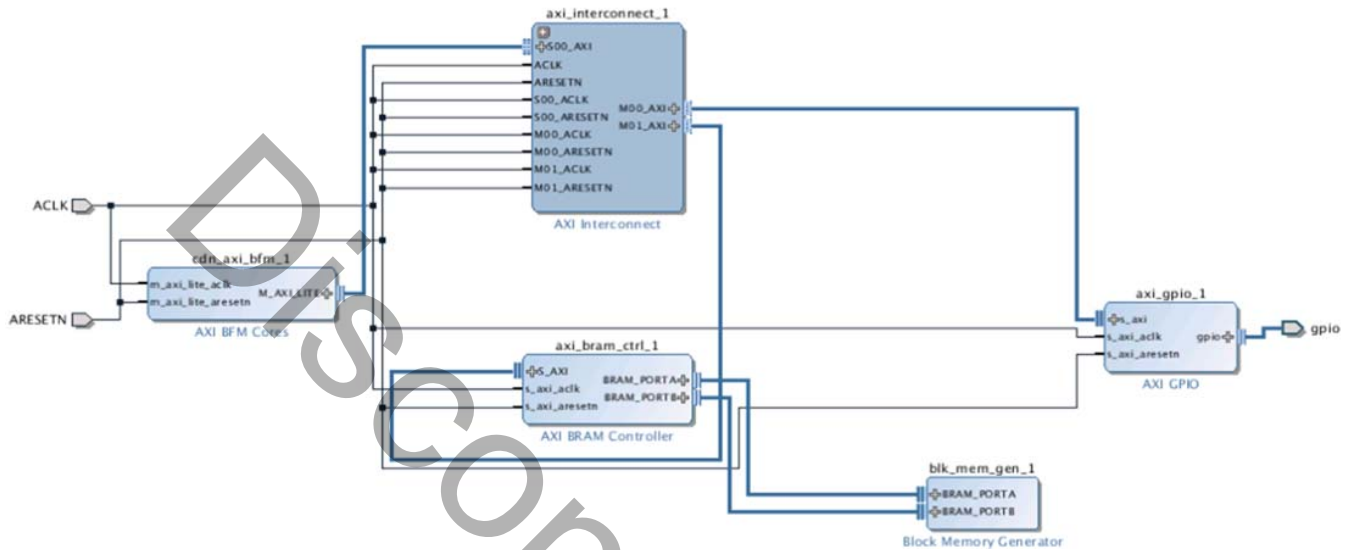 axi_interconnect_1
S00_AXI
ACLK
ARESETN
S00_ACLK
S00_ARESETN
M00_ACLK
M00_ARESETN
M01_ACLK
M01_ARESETN
M00_AXI
M01_AXI
AXI Interconnect
ACLK
ARESETN
cdn_axi_bfm_1
m_axi_lite_aclk
m_axi_lite_aresetn
M_AXI_LITE
AXI BFM Cores
axi_bram_ctrl_1
S_AXI
s_axi_aclk
s_axi_aresetn
BRAM_PORTA
BRAM_PORTB
AXI BRAM Controller
axi_gpio_1
s_axi
s_axi_aclk
s_axi_aresetn
gpio
AXI GPIO
gpio
blk_mem_gen_1
BRAM_PORTA
BRAM_PORTB
Block Memory Generator
Discon